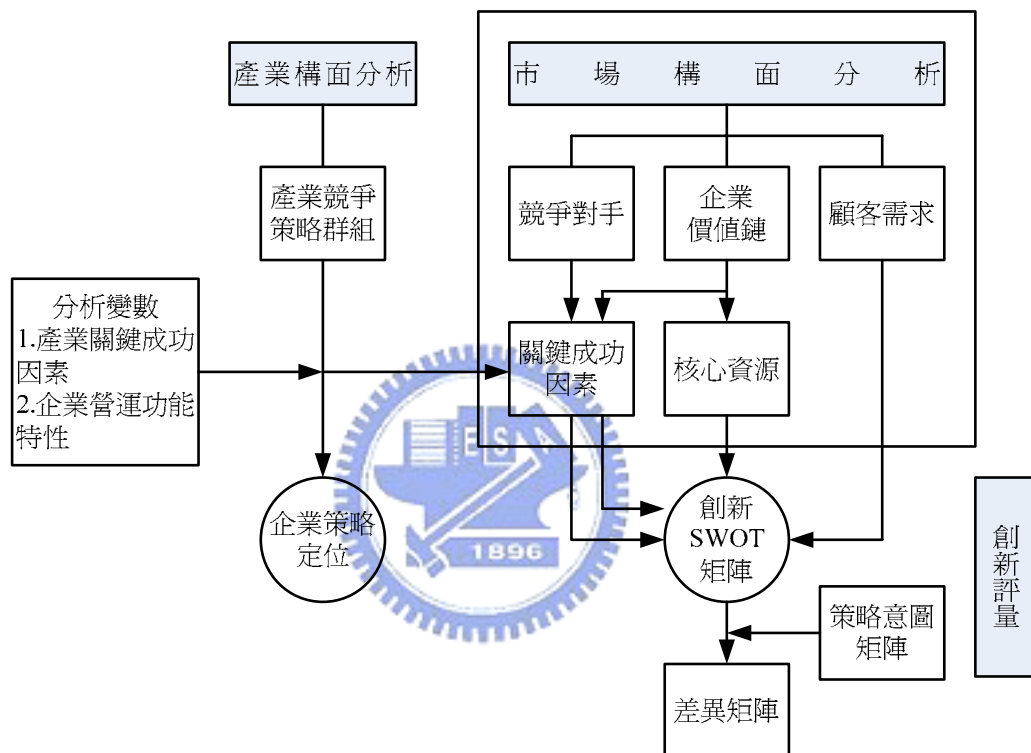 產業構面分析
市場構面分析
產業競爭
策略群組
競爭對手
企業
價值鏈
顧客需求
分析變數
1.產業關鍵成功
因素
2.企業營運功能
特性
關鍵成功
因素
核心資源
企業策略
定位
創新
SWOT
矩陣
創新評量
策略意圖
矩陣
差異矩陣
ES
1896